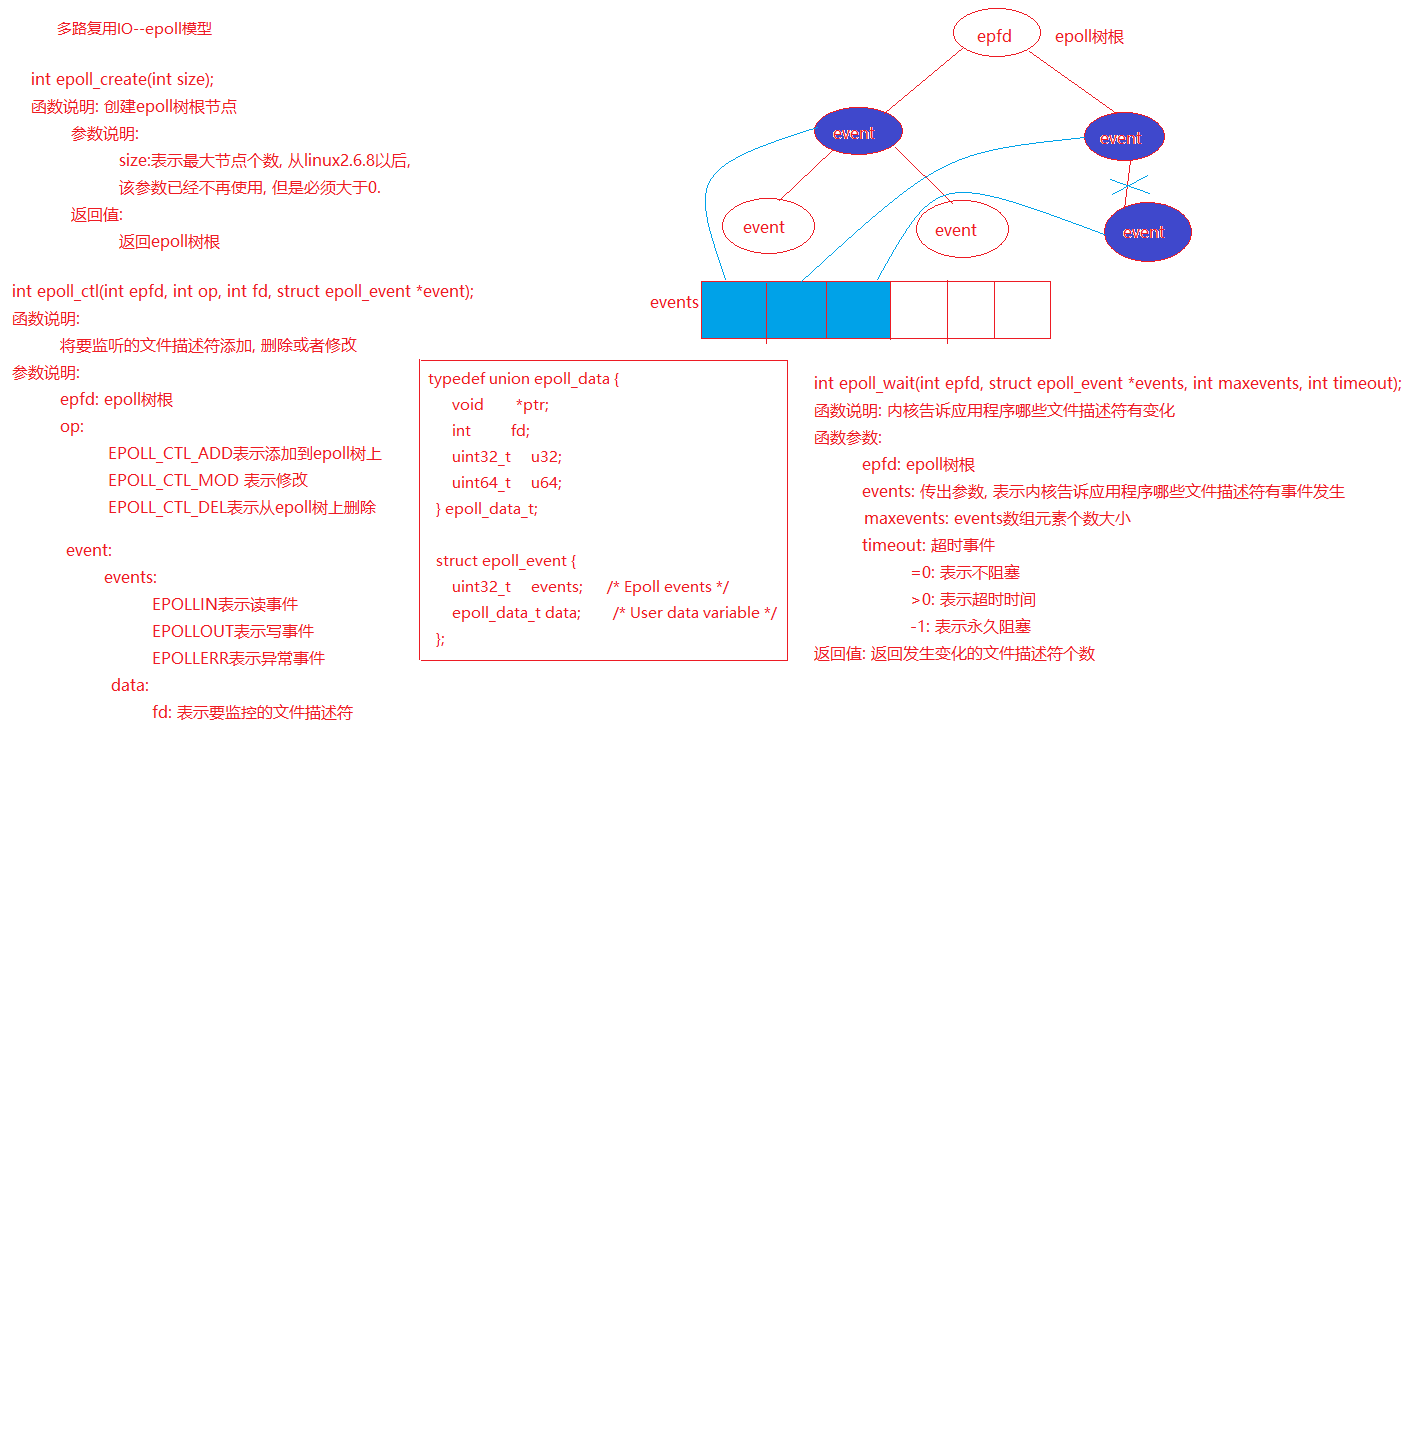 多路复用IO--epoll模型
int epoll_create(int size);
函数说明: 创建epoll树根节点
参数说明:
size:表示最大节点个数, 从linux2.6.8以后,
该参数已经不再使用, 但是必须大于0.
返回值:
返回epoll树根
int epoll_ctl(int epfd, int op, int fd, struct epoll_event *event);
函数说明:
将要监听的文件描述符添加, 删除或者修改
参数说明:
epfd: epoll树根
op:
EPOLL_CTL_ADD表示添加到epoll树上
EPOLL_CTL_MOD 表示修改
EPOLL_CTL_DEL表示从epoll树上删除
event:
events:
EPOLLIN表示读事件
EPOLLOUT表示写事件
EPOLLERR表示异常事件
data:
fd: 表示要监控的文件描述符
typedef union epoll_data {
void *ptr;
int fd;
uint32_t u32;
uint64_t u64;
} epoll_data_t;
struct epoll_event {
uint32_t events; /* Epoll events */
epoll_data_t data; /* User data variable */
};
epfd epoll树根
event event
event event event
events
int epoll_wait(int epfd, struct epoll_event *events, int maxevents, int timeout);
函数说明: 内核告诉应用程序哪些文件描述符有变化
函数参数:
epfd: epoll树根
events: 传出参数, 表示内核告诉应用程序哪些文件描述符有事件发生
maxevents: events数组元素个数大小
timeout: 超时事件
=0: 表示不阻塞
>0: 表示超时时间
-1: 表示永久阻塞
返回值: 返回发生变化的文件描述符个数